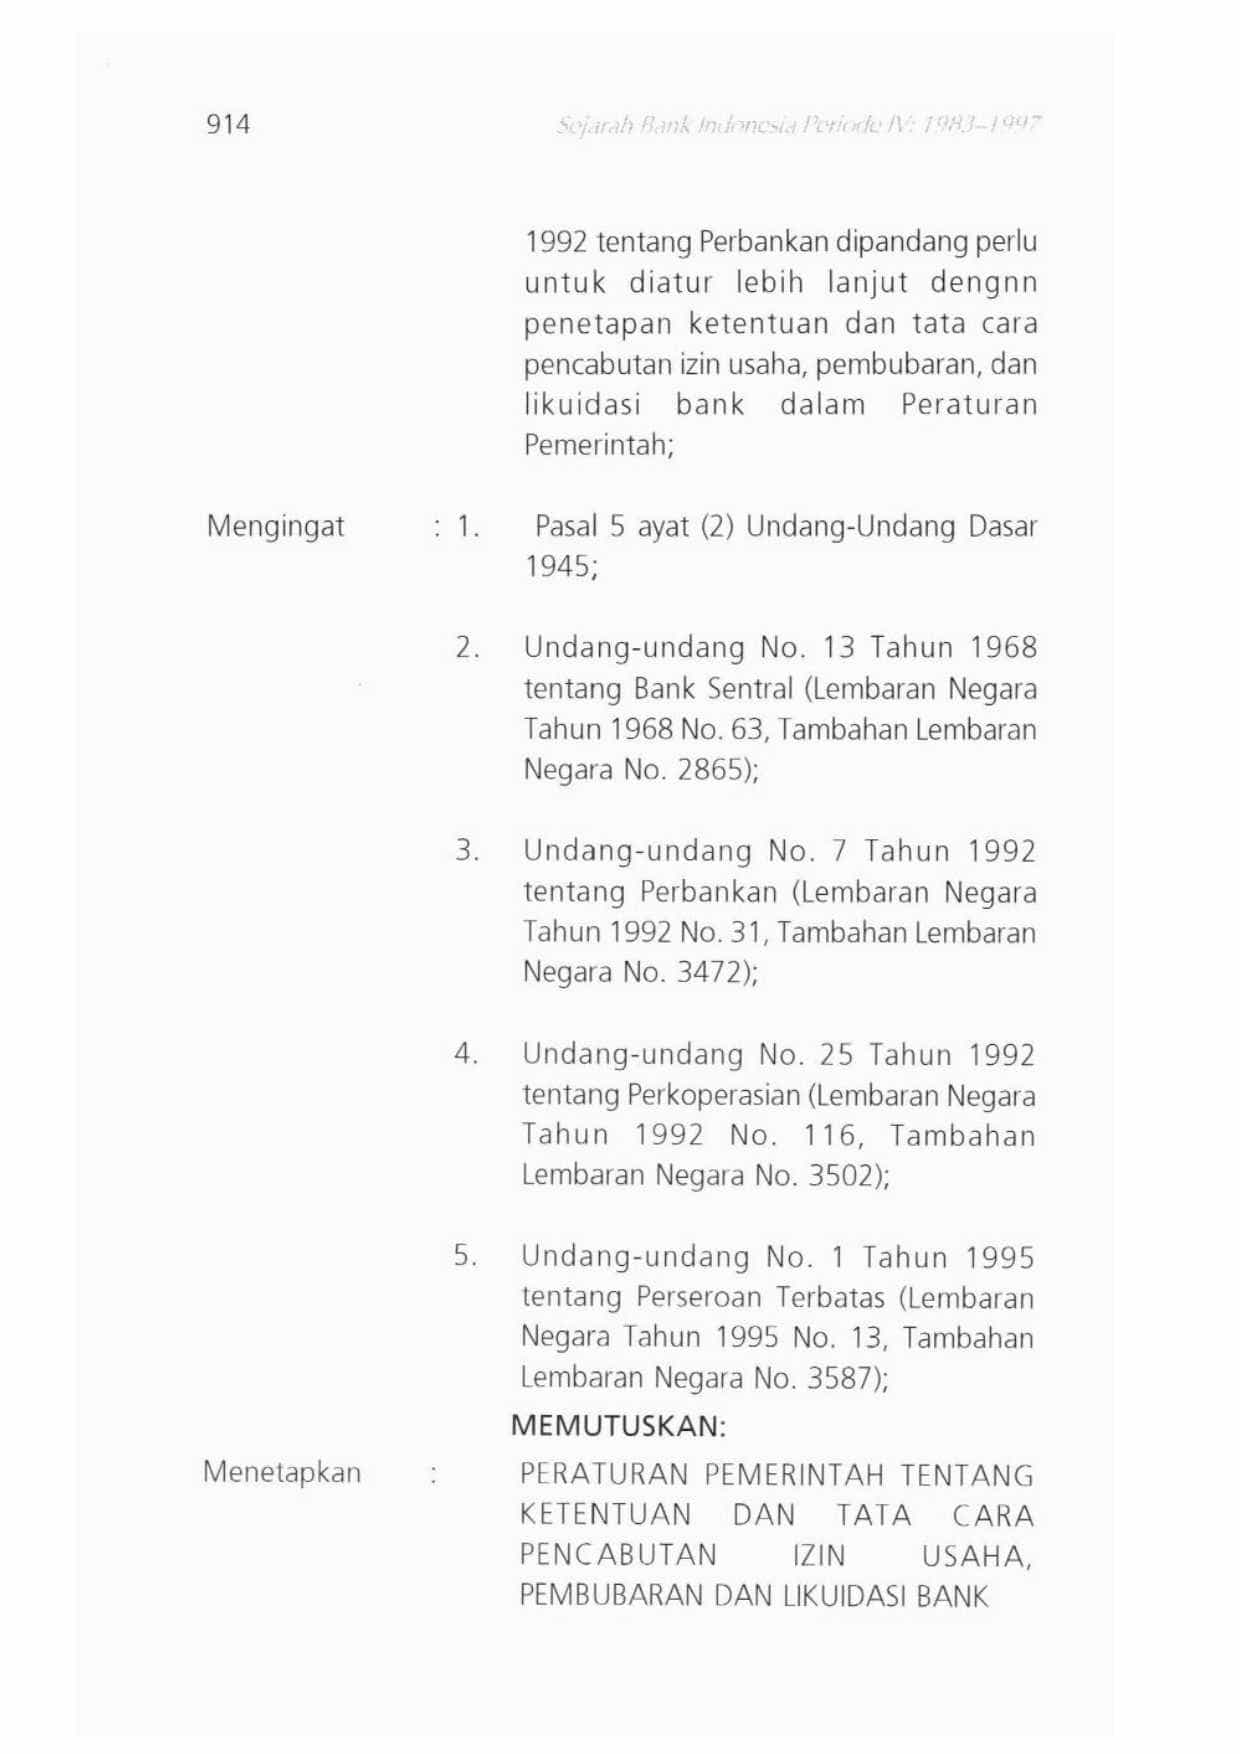 914 Sejarah Bank Indonesia Periode IV: 1983–1997
1992 tentang Perbankan dipandang perlu
untuk diatur lebih lanjut dengnn
penetapan ketentuan dan tata cara
pencabutan izin usaha, pembubaran, dan
likuidasi bank dalam Peraturan
Pemerintah;
Mengingat : 1. Pasal 5 ayat (2) Undang-Undang Dasar
1945;
2. Undang-undang No. 13 Tahun 1968
tentang Bank Sentral (Lembaran Negara
Tahun 1968 No. 63, Tambahan Lembaran
Negara No. 2865);
3. Undang-undang No. 7 Tahun 1992
tentang Perbankan (Lembaran Negara
Tahun 1992 No. 31, Tambahan Lembaran
Negara No. 3472);
4. Undang-undang No. 25 Tahun 1992
tentang Perkoperasian (Lembaran Negara
Tahun 1992 No. 116, Tambahan
Lembaran Negara No. 3502);
5. Undang-undang No. 1 Tahun 1995
tentang Perseroan Terbatas (Lembaran
Negara Tahun 1995 No. 13, Tambahan
Lembaran Negara No. 3587);
MEMUTUSKAN:
Menetapkan : PERATURAN PEMERINTAH TENTANG
KETENTUAN DAN TATA CARA
PENCABUTAN IZIN USAHA,
PEMBUBARAN DAN LIKUIDASI BANK